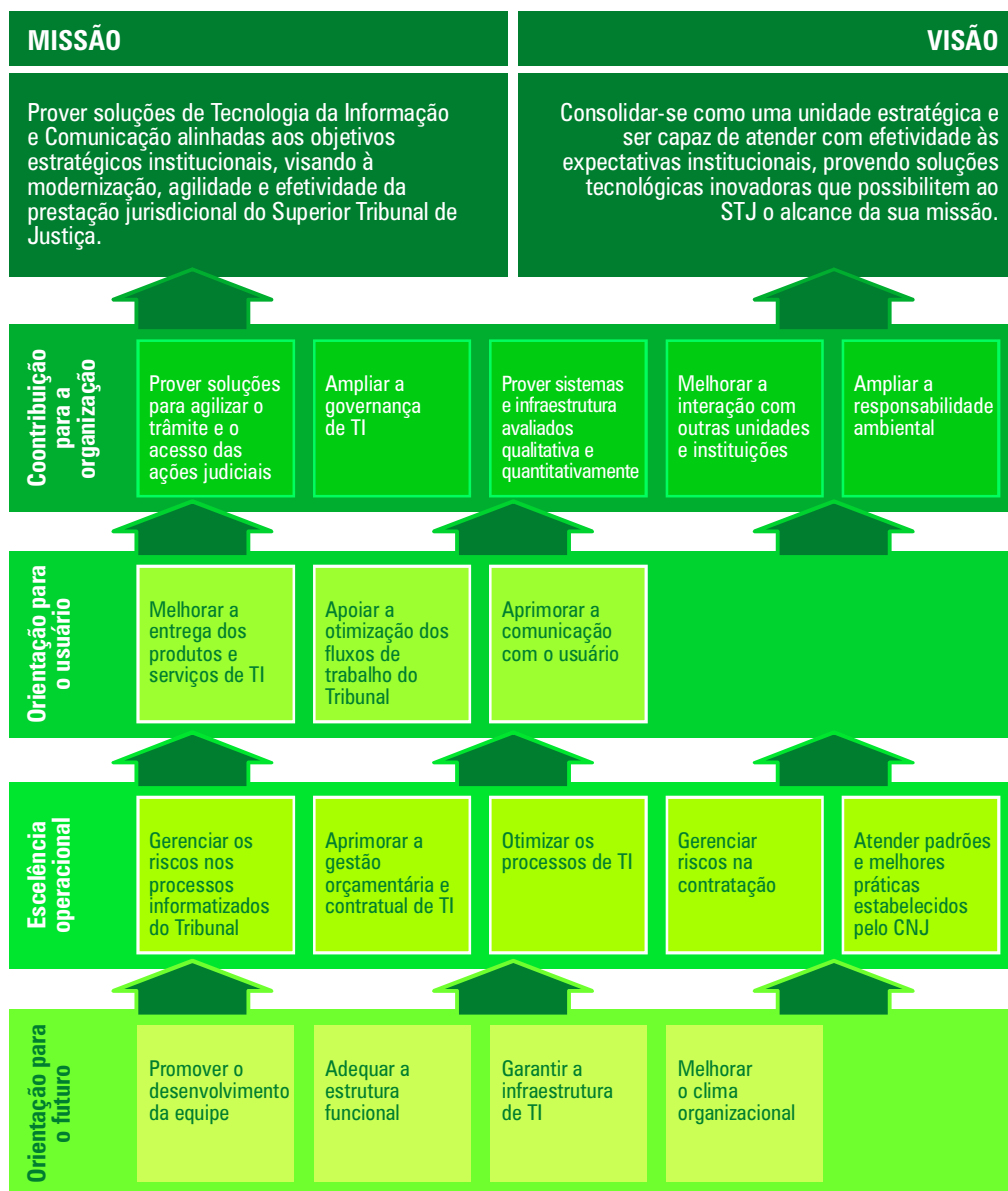 MISSÃO
VISÃO
Prover soluções de Tecnologia da Informação
e Comunicação alinhadas aos objetivos
estratégicos institucionais, visando à
modernização, agilidade e efetividade da
prestação jurisdicional do Superior Tribunal de
Justiça.
Consolidar-se como uma unidade estratégica e
ser capaz de atender com efetividade às
expectativas institucionais, provendo soluções
tecnológicas inovadoras que possibilitem ao
STJ o alcance da sua missão.
Coontribuição
para a
organização
Prover soluções
para agilizar o
trâmite e o
acesso das
ações judiciais
Ampliar a
governança
de TI
Prover sistemas
e infraestrutura
avaliados
qualitativa e
quantitativamente
Melhorar a
interação com
outras unidades
e instituições
Ampliar a
responsabilidade
ambiental
Orientação para
o usuário
Melhorar a
entrega dos
produtos e
serviços de TI
Apoiar a
otimização dos
fluxos de
trabalho do
Tribunal
Aprimorar a
comunicação
com o usuário
Escelência
operacional
Gerenciar os
riscos nos
processos
informatizados
do Tribunal
Aprimorar a
gestão
orçamentária e
contratual de TI
Otimizar os
processos de TI
Gerenciar
riscos na
contratação
Atender padrões
e melhores
práticas
estabelecidos
pelo CNJ
Orientação para
o futuro
Promover o
desenvolvimento
da equipe
Adequar a
estrutura
funcional
Garantir a
infraestrutura
de TI
Melhorar
o clima
organizacional